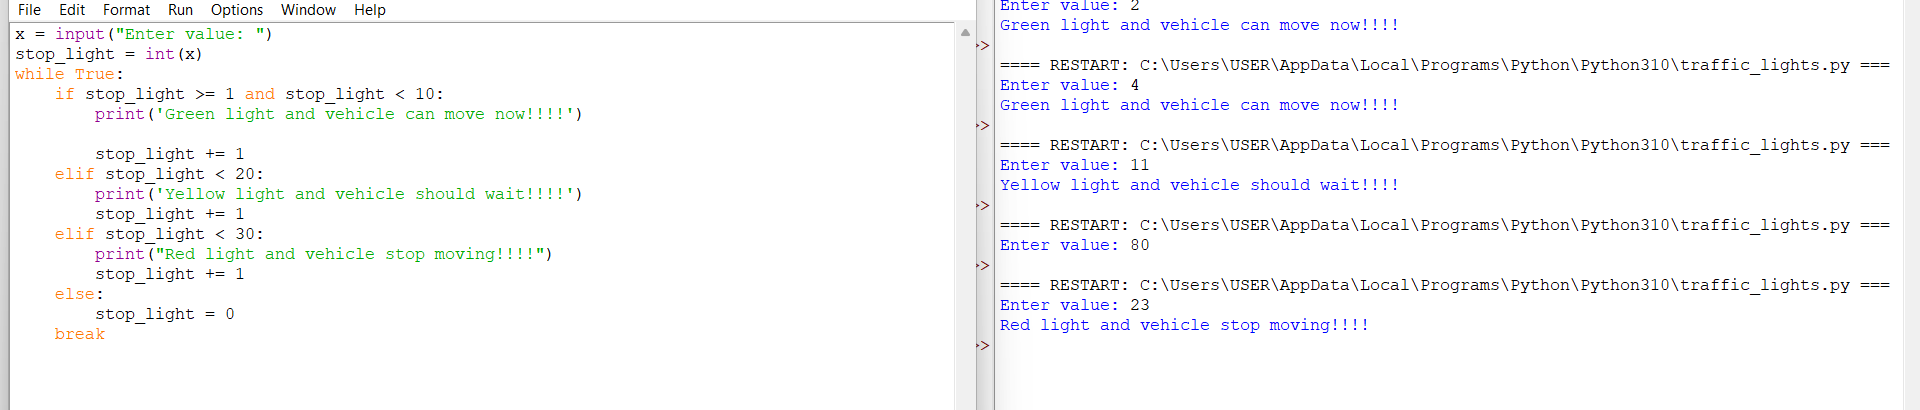 File Edit Format Run Options Window Help
x = input("Enter value: ")
stop_light = int(x)
while True:
    if stop_light >= 1 and stop_light < 10:
        print('Green light and vehicle can move now!!!!')

        stop_light += 1
    elif stop_light < 20:
        print('Yellow light and vehicle should wait!!!!')
        stop_light += 1
    elif stop_light < 30:
        print("Red light and vehicle stop moving!!!!")
        stop_light += 1
    else:
        stop_light = 0
    break
Enter value: 2
Green light and vehicle can move now!!!!
>>
==== RESTART: C:\Users\USER\AppData\Local\Programs\Python\Python310\traffic_lights.py ===
Enter value: 4
Green light and vehicle can move now!!!!
>>
==== RESTART: C:\Users\USER\AppData\Local\Programs\Python\Python310\traffic_lights.py ===
Enter value: 11
Yellow light and vehicle should wait!!!!
>>
==== RESTART: C:\Users\USER\AppData\Local\Programs\Python\Python310\traffic_lights.py ===
Enter value: 80
>>
==== RESTART: C:\Users\USER\AppData\Local\Programs\Python\Python310\traffic_lights.py ===
Enter value: 23
Red light and vehicle stop moving!!!!
>>